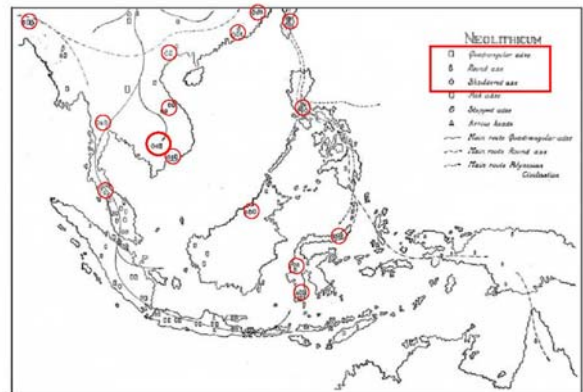 NEOLITHICUM
Quadrangular adze
Round axe
Shouldered axe
Pick adze
Stepped adze
Arrow heads
Main route Quadrangular-adze
Main route Round axe
Main route Polynesian
Civilisation